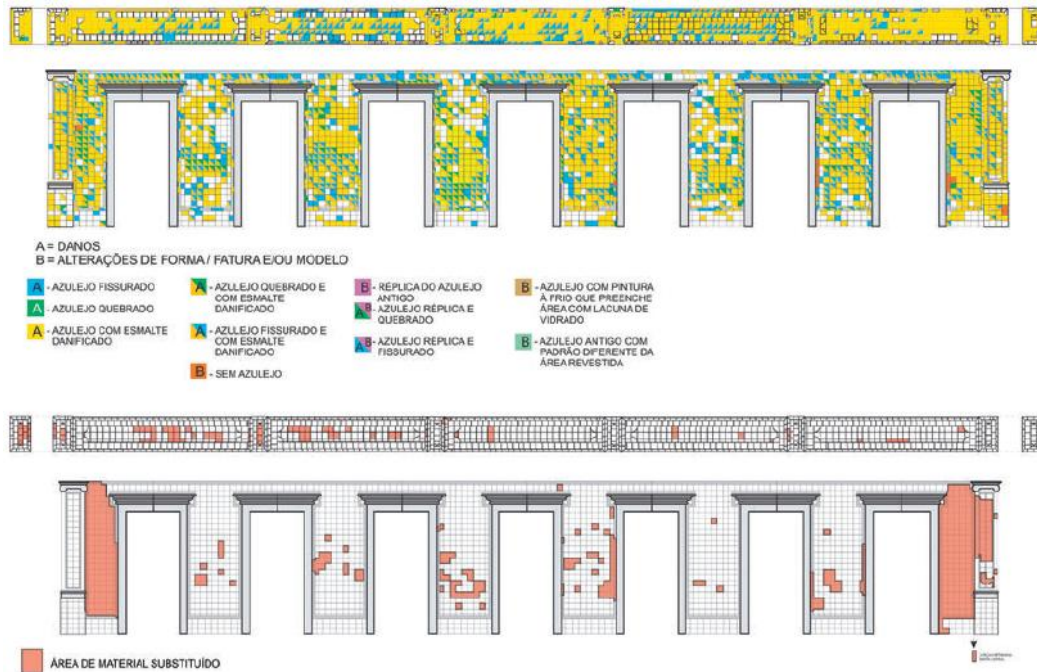 A = DANOS
B = ALTERAÇÕES DE FORMA / FATURA E/OU MODELO
A - AZULEJO FISSURADO
A - AZULEJO QUEBRADO
A - AZULEJO COM ESMALTE
DANIFICADO
A - AZULEJO QUEBRADO E
COM ESMALTE
DANIFICADO
A - AZULEJO FISSURADO E
COM ESMALTE
DANIFICADO
B - SEM AZULEJO
B - RÉPLICA DO AZULEJO
ANTIGO
A B - AZULEJO RÉPLICA E
QUEBRADO
A B - AZULEJO RÉPLICA E
FISSURADO
B - AZULEJO COM PINTURA
À FRIO QUE PREENCHE
ÁREA COM LACUNA DE
VIDRADO
B - AZULEJO ANTIGO COM
PADRÃO DIFERENTE DA
ÁREA REVESTIDA
ÁREA DE MATERIAL SUBSTITUÍDO